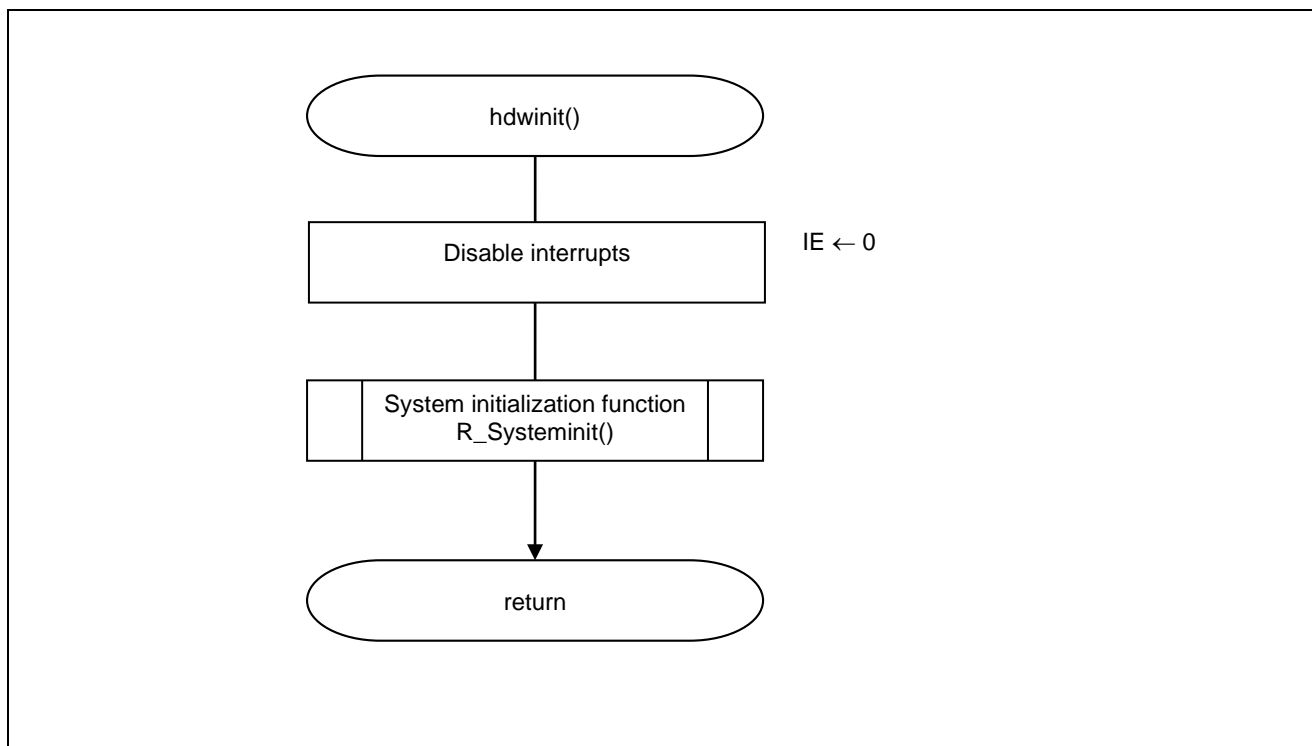 hdwinit()
Disable interrupts
IE ← 0
System initialization function
R_Systeminit()
return